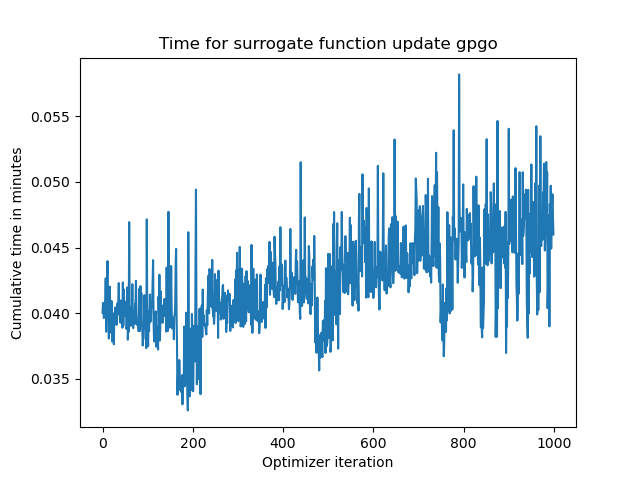 Time for surrogate function update gpgo
Cumulative time in minutes
0.055
0.050
0.045
0.040
0.035
0 200 400 600 800 1000
Optimizer iteration